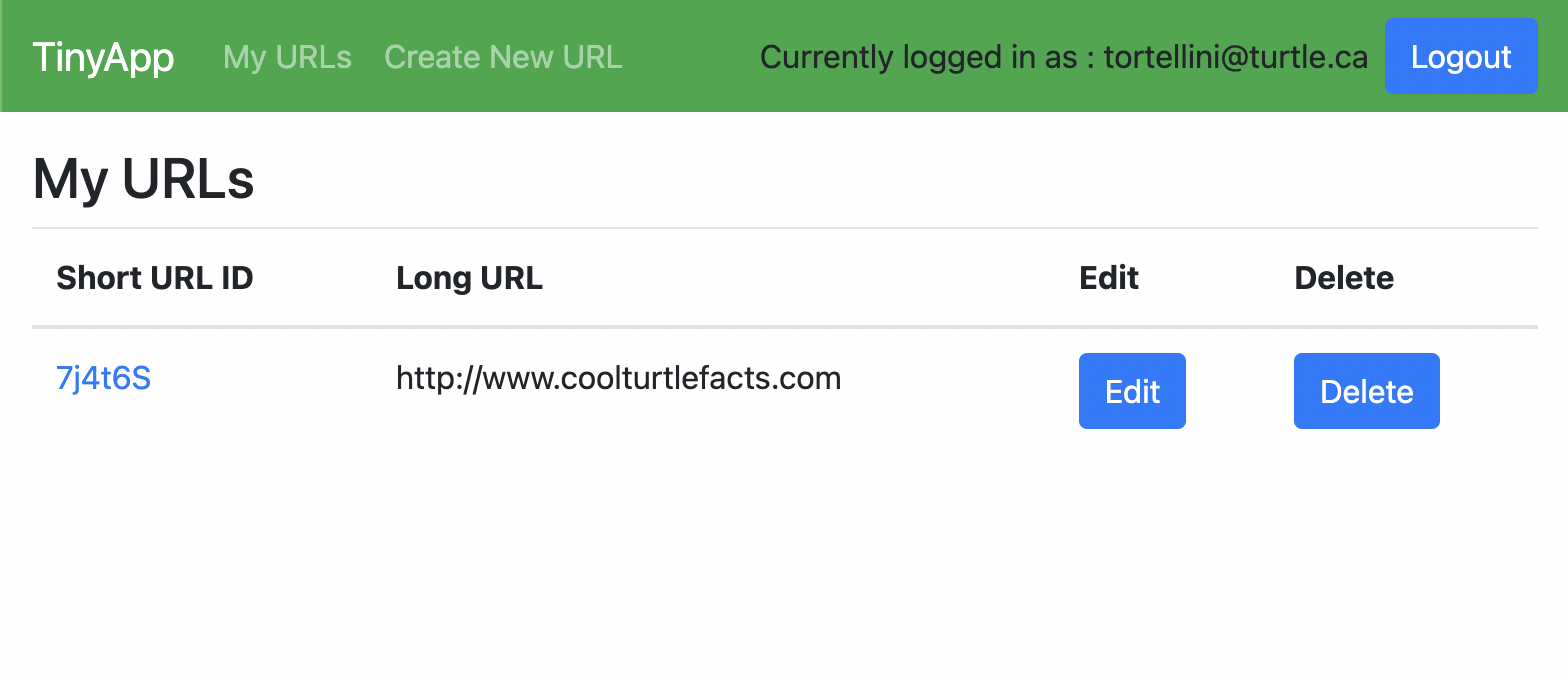 TinyApp My URLs Create New URL Currently logged in as : tortellini@turtle.ca Logout
My URLs
Short URL ID Long URL Edit Delete
7j4t6S http://www.coolturtlefacts.com Edit Delete